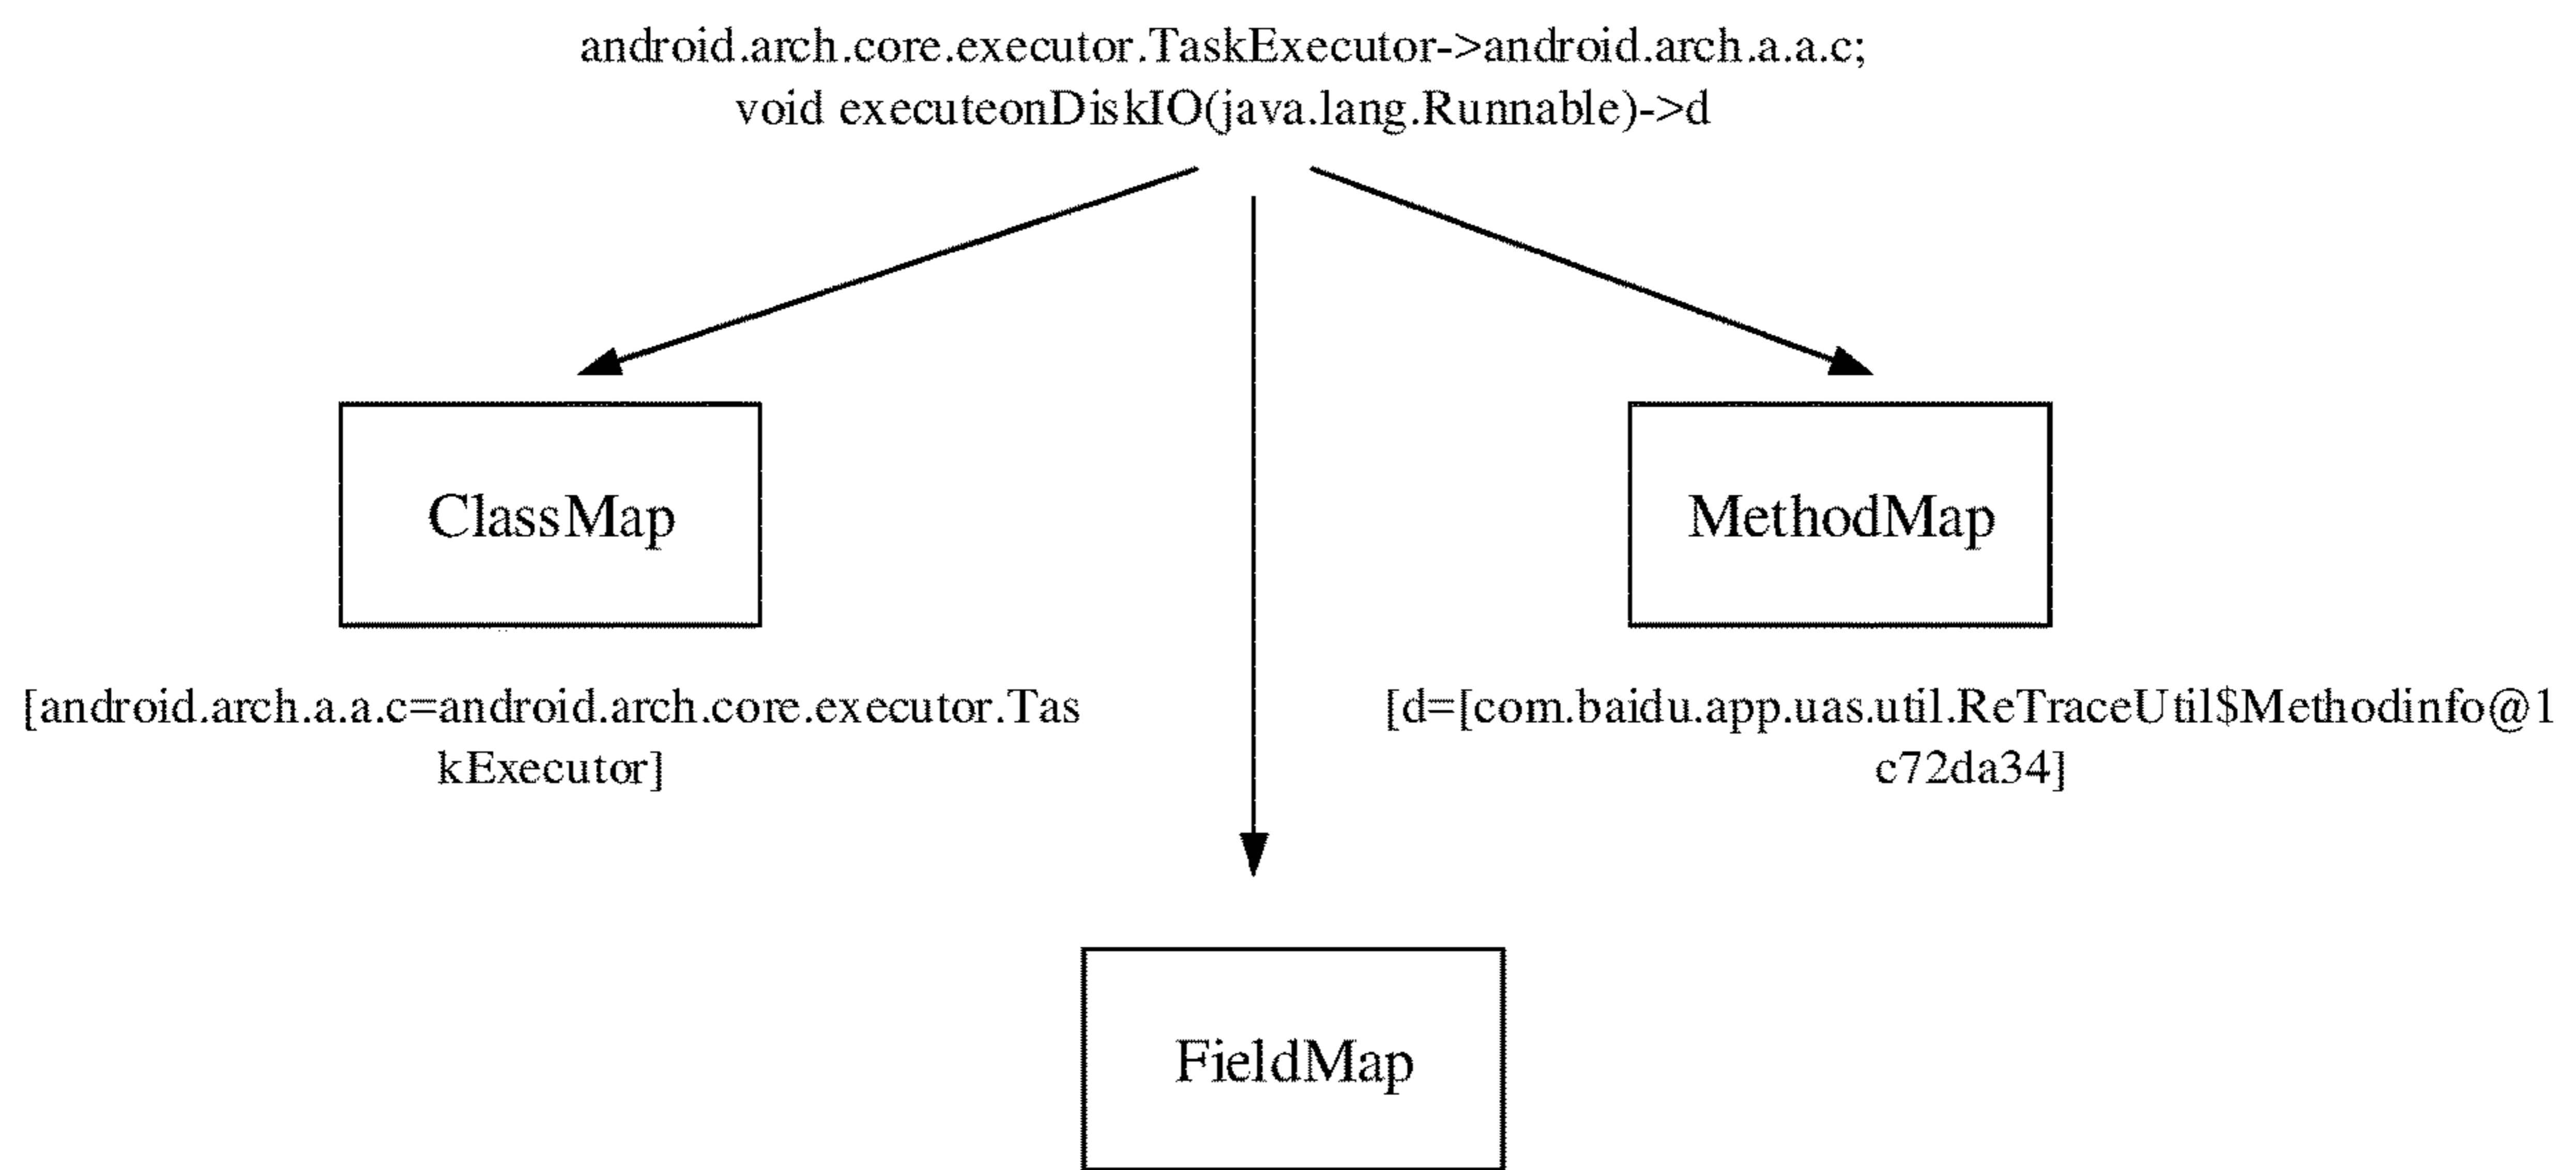 android.arch.core.executor.TaskExecutor->android.arch.a.a.c;
void executeonDiskIO(java.lang.Runnable)->d
ClassMap
MethodMap
[android.arch.a.a.c=android.arch.core.executor.Tas
kExecutor]
[d=[com.baidu.app.uas.util.ReTraceUtil$Methodinfo@1
c72da34]
FieldMap